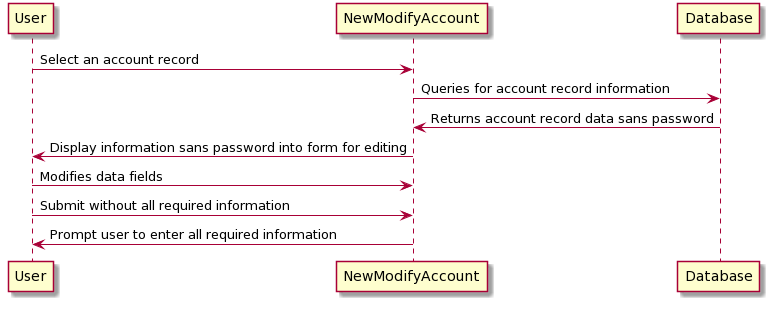 User NewModifyAccount Database
Select an account record
Queries for account record information
Returns account record data sans password
Display information sans password into form for editing
Modifies data fields
Submit without all required information
Prompt user to enter all required information
User NewModifyAccount Database